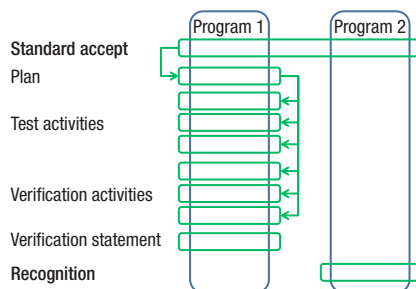 Program 1
Program 2
Standard accept
Plan
Test activities
Verification activities
Verification statement
Recognition